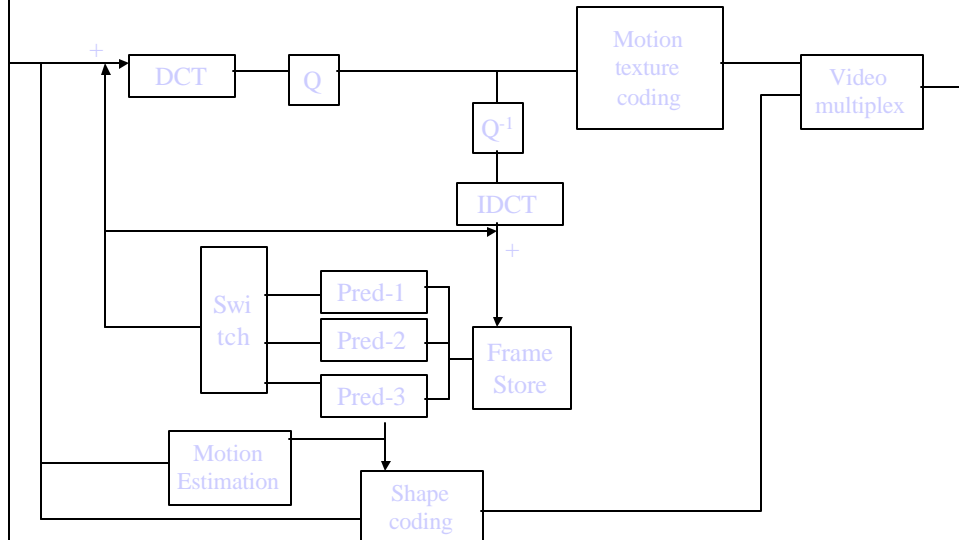 +
DCT
Q
Motion
texture
coding
Video
multiplex
Q-1
IDCT
+
Swi
tch
Pred-1
Pred-2
Pred-3
Frame
Store
Motion
Estimation
Shape
coding